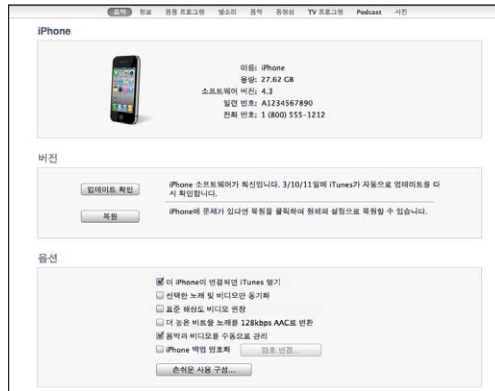 요약 정보 응용 프로그램 벨소리 음악 동영상 TV 프로그램 Podcast 사진
iPhone
이름: iPhone
용량: 27.62 GB
소프트웨어 버전: 4.3
일련 번호: A1234567890
전화 번호: 1 (800) 555-1212
버전
업데이트 확인
iPhone 소프트웨어가 최신입니다. 3/10/11일에 iTunes가 자동으로 업데이트를 다
시 확인합니다.
복원
iPhone에 문제가 있다면 복원을 클릭하여 원래의 설정으로 복원할 수 있습니다.
옵션
이 iPhone이 연결되면 iTunes 열기
선택한 노래 및 비디오만 동기화
표준 해상도 비디오 권장
더 높은 비트율 노래를 128kbps AAC로 변환
음악과 비디오를 수동으로 관리
iPhone 백업 암호화 암호 변경...
손쉬운 사용 구성...